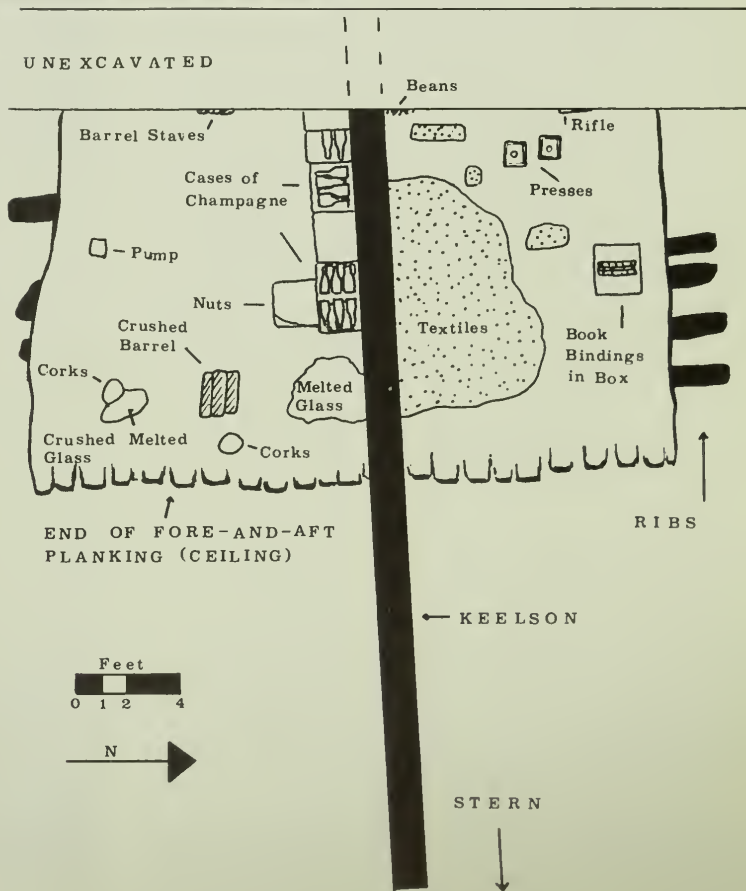 UNEXCAVATED
Beans
Barrel Staves
Rifle
Cases of
Champagne
Presses
Pump
Nuts
Textiles
Book
Bindings
in Box
Crushed
Barrel
Corks
Melted
Glass
Crushed Melted
Glass
Corks
END OF FORE-AND-AFT
PLANKING (CEILING)
RIBS
KEELSON
Feet
0 1 2 4
N
STERN